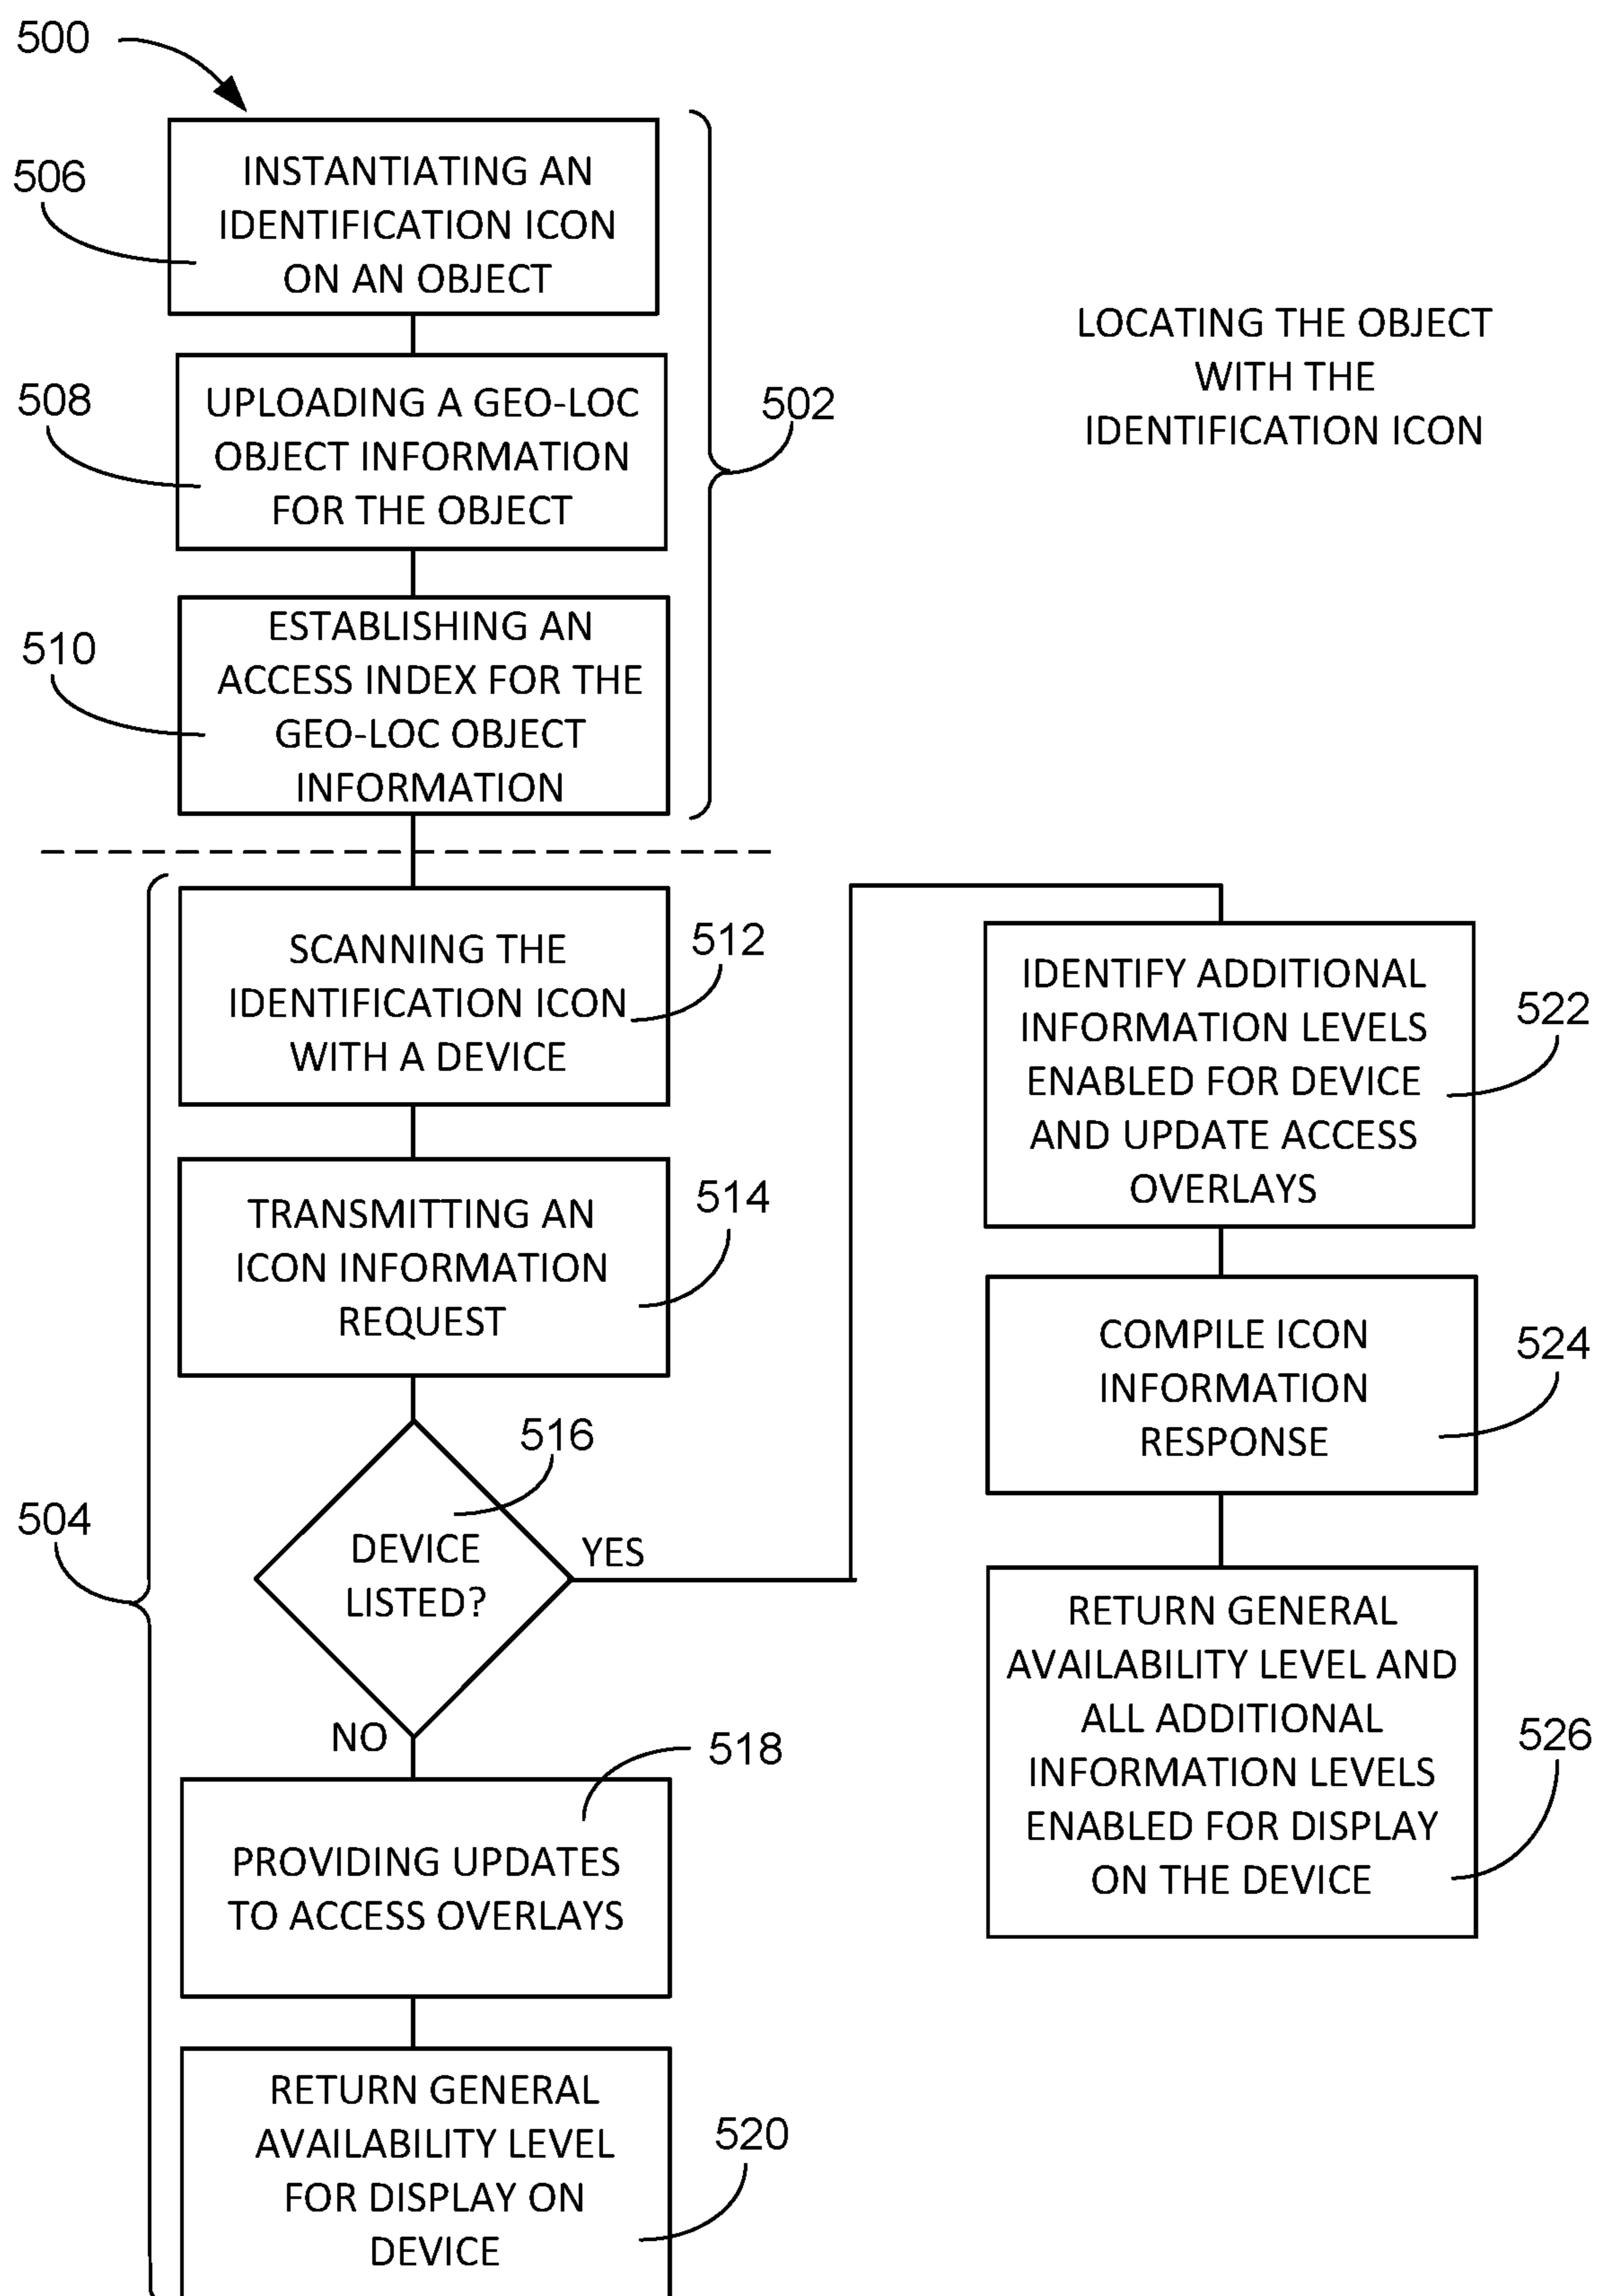 500
506
INSTANTIATING AN
IDENTIFICATION ICON
ON AN OBJECT
508
UPLOADING A GEO-LOC
OBJECT INFORMATION
FOR THE OBJECT
502
510
ESTABLISHING AN
ACCESS INDEX FOR THE
GEO-LOC OBJECT
INFORMATION
LOCATING THE OBJECT
WITH THE
IDENTIFICATION ICON
504
SCANNING THE
IDENTIFICATION ICON
WITH A DEVICE
512
TRANSMITTING AN
ICON INFORMATION
REQUEST
514
516
DEVICE
LISTED?
YES
NO
518
PROVIDING UPDATES
TO ACCESS OVERLAYS
RETURN GENERAL
AVAILABILITY LEVEL
FOR DISPLAY ON
DEVICE
520
IDENTIFY ADDITIONAL
INFORMATION LEVELS
ENABLED FOR DEVICE
AND UPDATE ACCESS
OVERLAYS
522
COMPILE ICON
INFORMATION
RESPONSE
524
RETURN GENERAL
AVAILABILITY LEVEL AND
ALL ADDITIONAL
INFORMATION LEVELS
ENABLED FOR DISPLAY
ON THE DEVICE
526